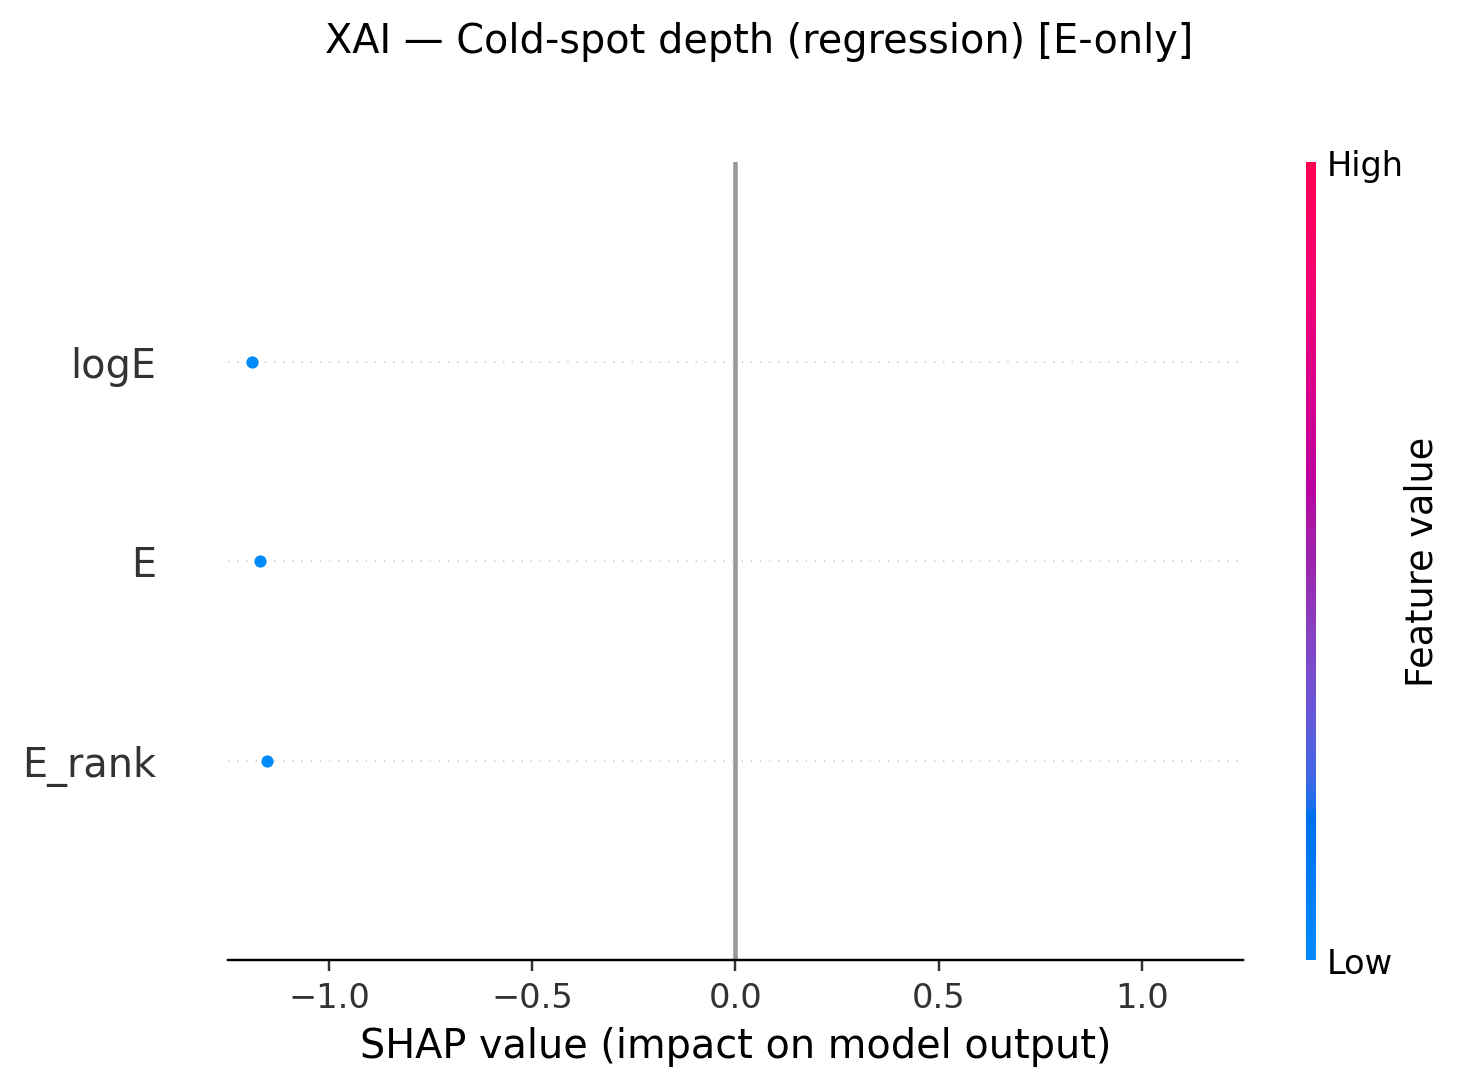 XAI — Cold-spot depth (regression) [E-only]
High
logE
E
E_rank
Feature value
Low
−1.0
−0.5
0.0
0.5
1.0
SHAP value (impact on model output)